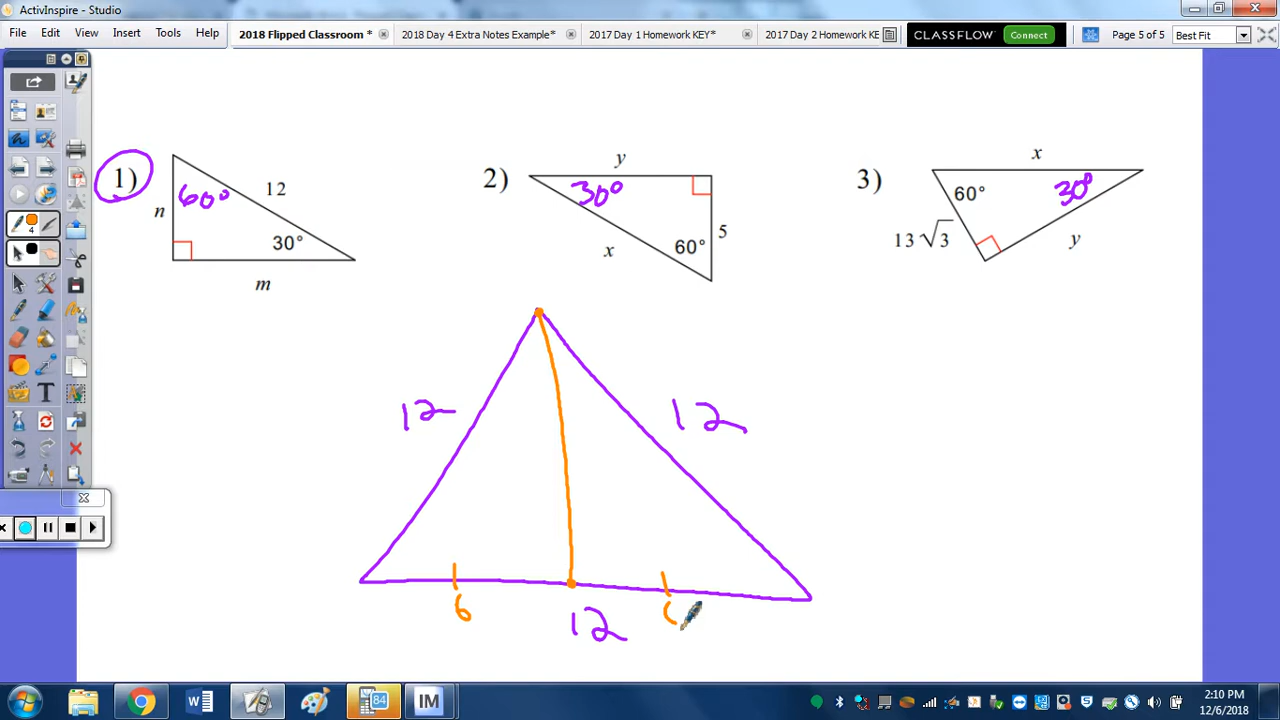 ActivInspire - Studio
File Edit View Insert Tools Help
2018 Flipped Classroom * 2018 Day 4 Extra Notes Example* 2017 Day 1 Homework KEY* 2017 Day 2 Homework KE
CLASSFLOW Connect
Page 5 of 5 Best Fit
4
1) 60° 12 n 30° m
2) y 30° 5 60° x
3) x 60° 30° 13√3 y
12 12
6 12
84 IM
2:10 PM
12/6/2018